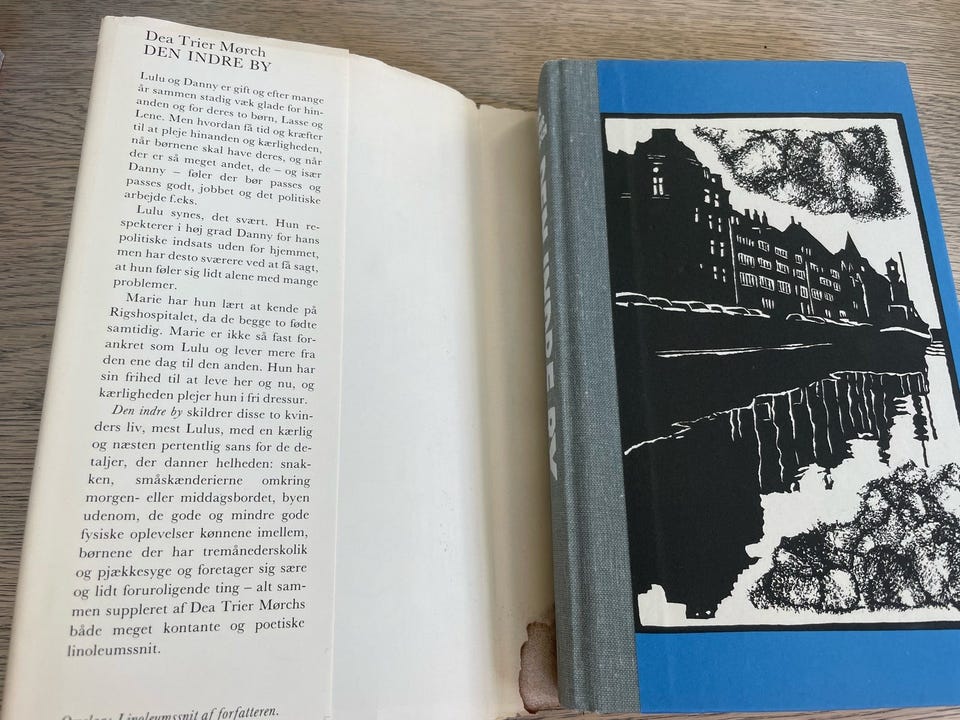 Dea Trier Mørch
DEN INDRE BY
Lulu og Danny er gift og efter mange
år sammen stadig væk glade for hin-
anden og for deres to børn, Lasse og
Lene. Men hvordan få tid og kræfter
til at pleje hinanden og kærligheden,
når børnene skal have deres, og når
der er så meget andet, de – og især
Danny – føler der bør passes og
passes godt, jobbet og det politiske
arbejde f.eks.
Lulu synes, det svært. Hun re-
spekterer i høj grad Danny for hans
politiske indsats uden for hjemmet,
men har desto sværere ved at få sagt,
at hun føler sig lidt alene med mange
problemer.
Marie har hun lært at kende på
Rigshospitalet, da de begge to fødte
samtidig. Marie er ikke så fast for-
ankret som Lulu og lever mere fra
den ene dag til den anden. Hun har
sin frihed til at leve her og nu, og
kærligheden plejer hun i fri dressur.
Den indre by skildrer disse to kvin-
ders liv, mest Lulus, med en kærlig
og næsten pertentlig sans for de de-
taljer, der danner helheden: snak-
ken, småskænderierne omkring
morgen- eller middagsbordet, byen
udenom, de gode og mindre gode
fysiske oplevelser kønnene imellem,
børnene der har tremånederskolik
og pjækkesyge og foretager sig sære
og lidt foruroligende ting – alt sam-
men suppleret af Dea Trier Mørchs
både meget kontante og poetiske
linoleumssnit.
Omslag: Linoleumssnit af forfatteren.
DEN INDRE BY